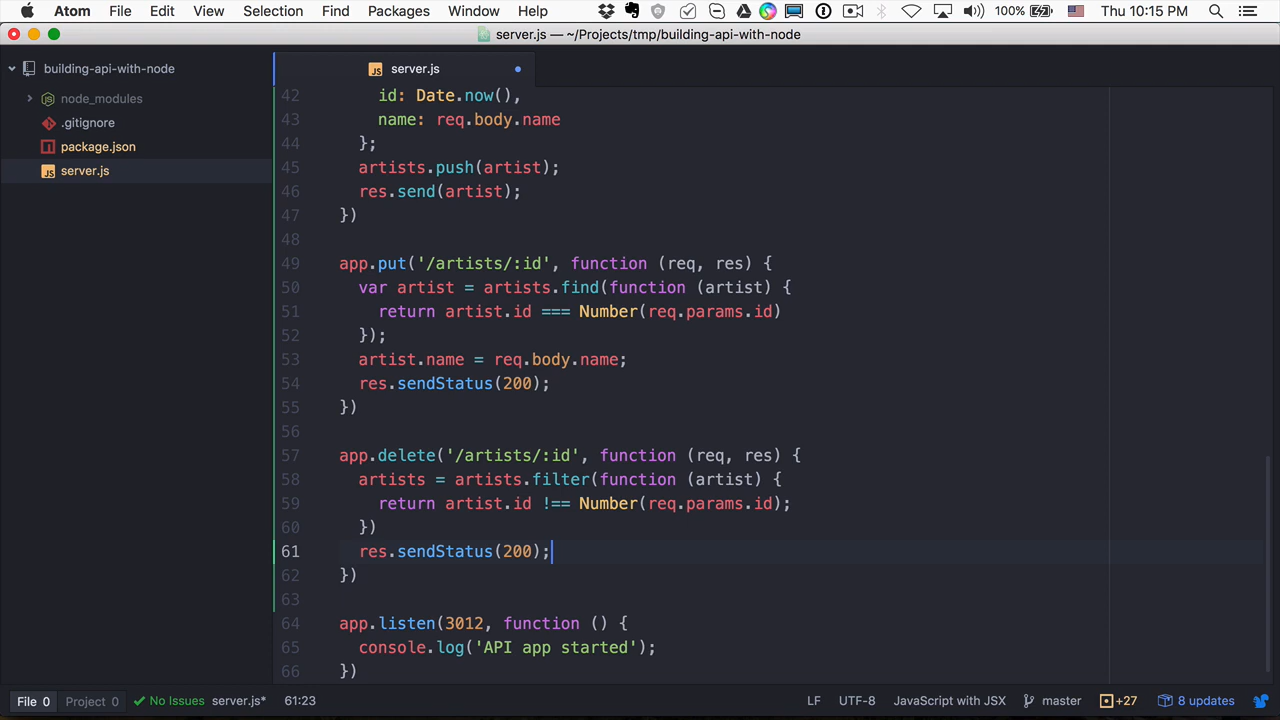 Atom File Edit View Selection Find Packages Window Help 100% Thu 10:15 PM
server.js — ~/Projects/tmp/building-api-with-node
building-api-with-node
node_modules
.gitignore
package.json
server.js
server.js
42 id: Date.now(),
43 name: req.body.name
44 };
45 artists.push(artist);
46 res.send(artist);
47 })
48
49 app.put('/artists/:id', function (req, res) {
50 var artist = artists.find(function (artist) {
51 return artist.id === Number(req.params.id)
52 });
53 artist.name = req.body.name;
54 res.sendStatus(200);
55 })
56
57 app.delete('/artists/:id', function (req, res) {
58 artists = artists.filter(function (artist) {
59 return artist.id !== Number(req.params.id);
60 })
61 res.sendStatus(200);
62 })
63
64 app.listen(3012, function () {
65 console.log('API app started');
66 })
File 0 Project 0 No Issues server.js* 61:23 LF UTF-8 JavaScript with JSX master +27 8 updates